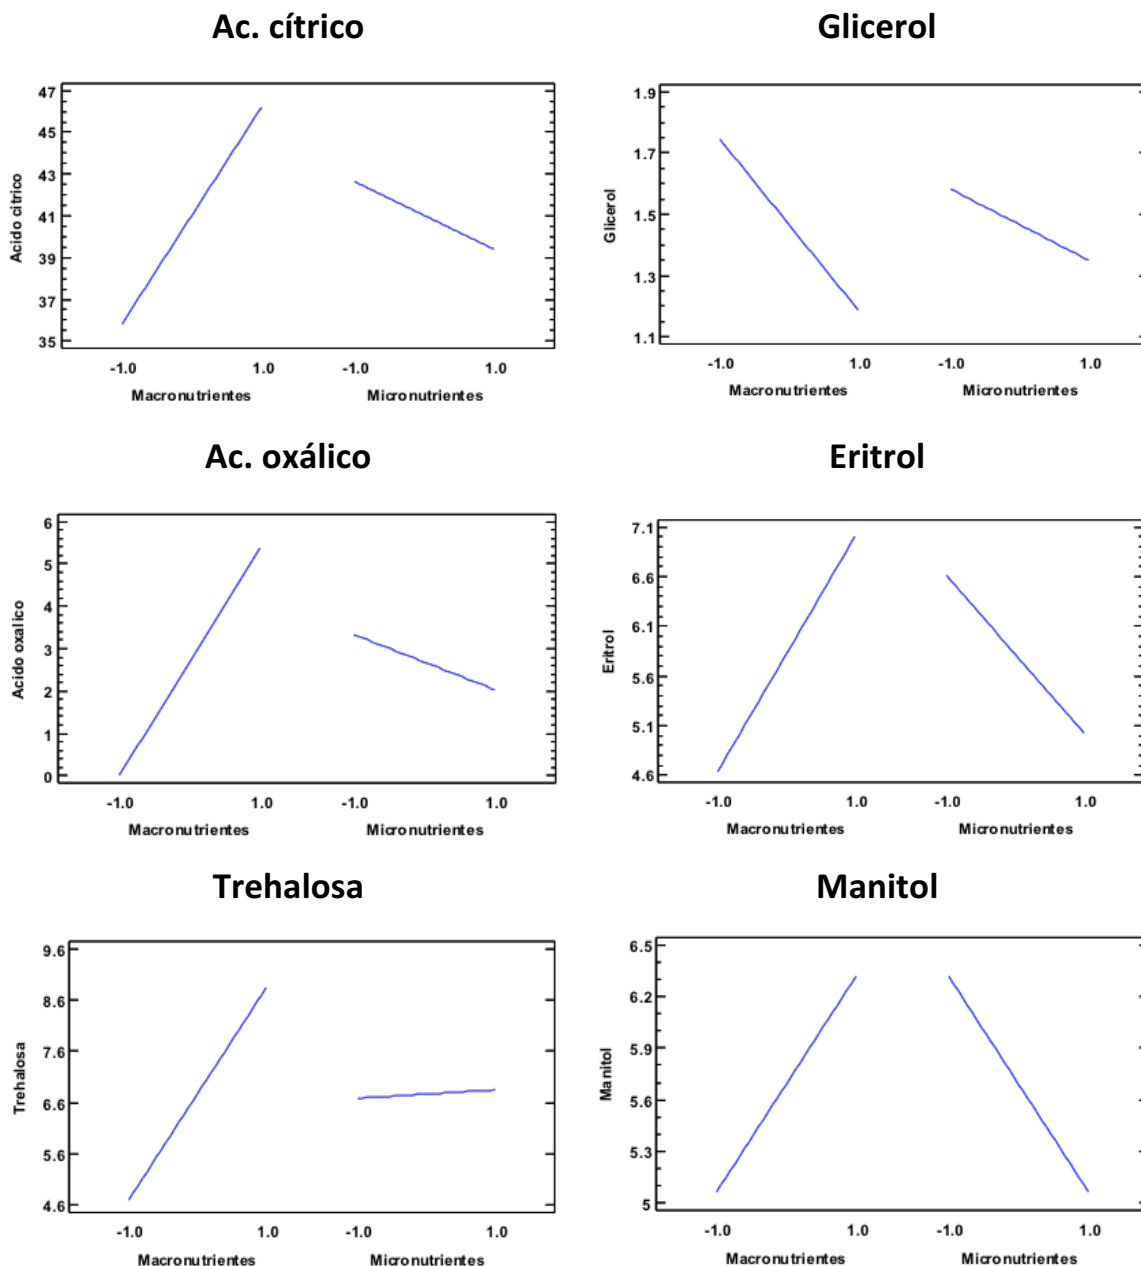 Ac. cítrico
Acido citrico
47
45
43
41
39
37
35
-1.0 1.0 -1.0 1.0
Macronutrientes Micronutrientes
Glicerol
Glicerol
1.9
1.7
1.5
1.3
1.1
-1.0 1.0 -1.0 1.0
Macronutrientes Micronutrientes
Ac. oxálico
Acido oxalico
6
5
4
3
2
1
0
-1.0 1.0 -1.0 1.0
Macronutrientes Micronutrientes
Eritrol
Eritrol
7.1
6.6
6.1
5.6
5.1
4.6
-1.0 1.0 -1.0 1.0
Macronutrientes Micronutrientes
Trehalosa
Trehalosa
9.6
8.6
7.6
6.6
5.6
4.6
-1.0 1.0 -1.0 1.0
Macronutrientes Micronutrientes
Manitol
Manitol
6.5
6.2
5.9
5.6
5.3
5
-1.0 1.0 -1.0 1.0
Macronutrientes Micronutrientes